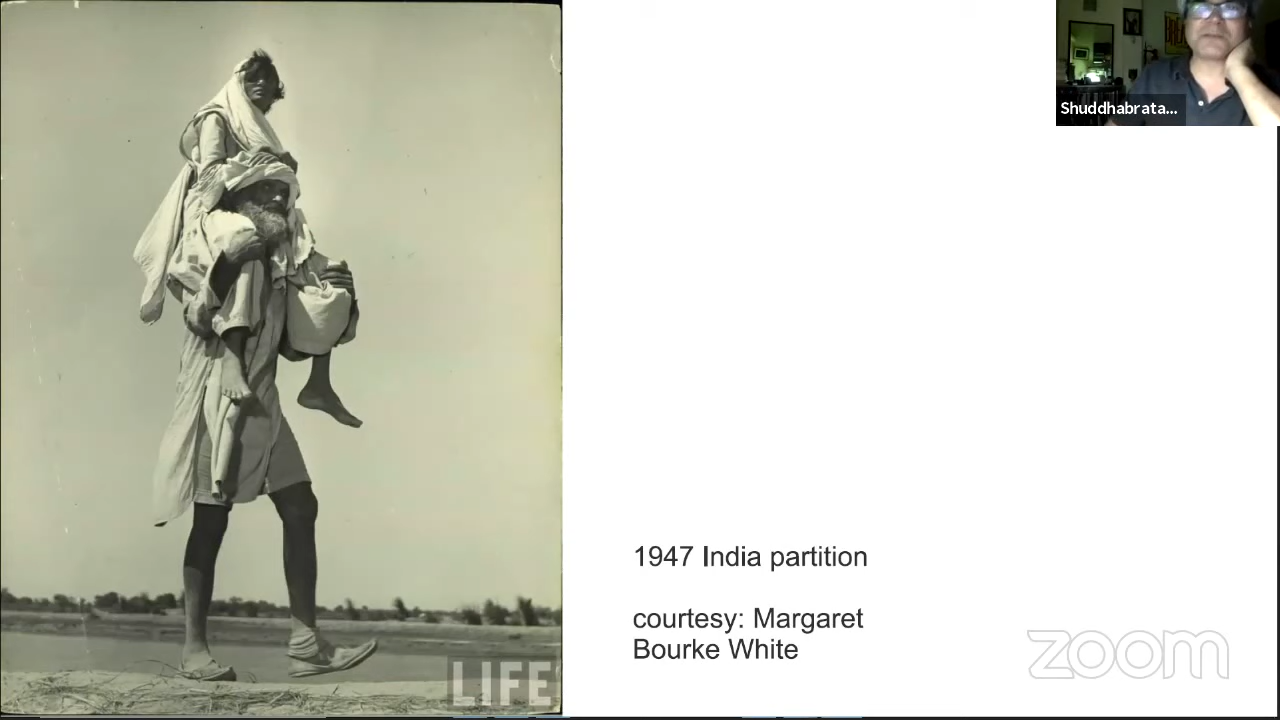 Shuddhabrata...
1947 India partition
courtesy: Margaret
Bourke White
zoom
LIFE